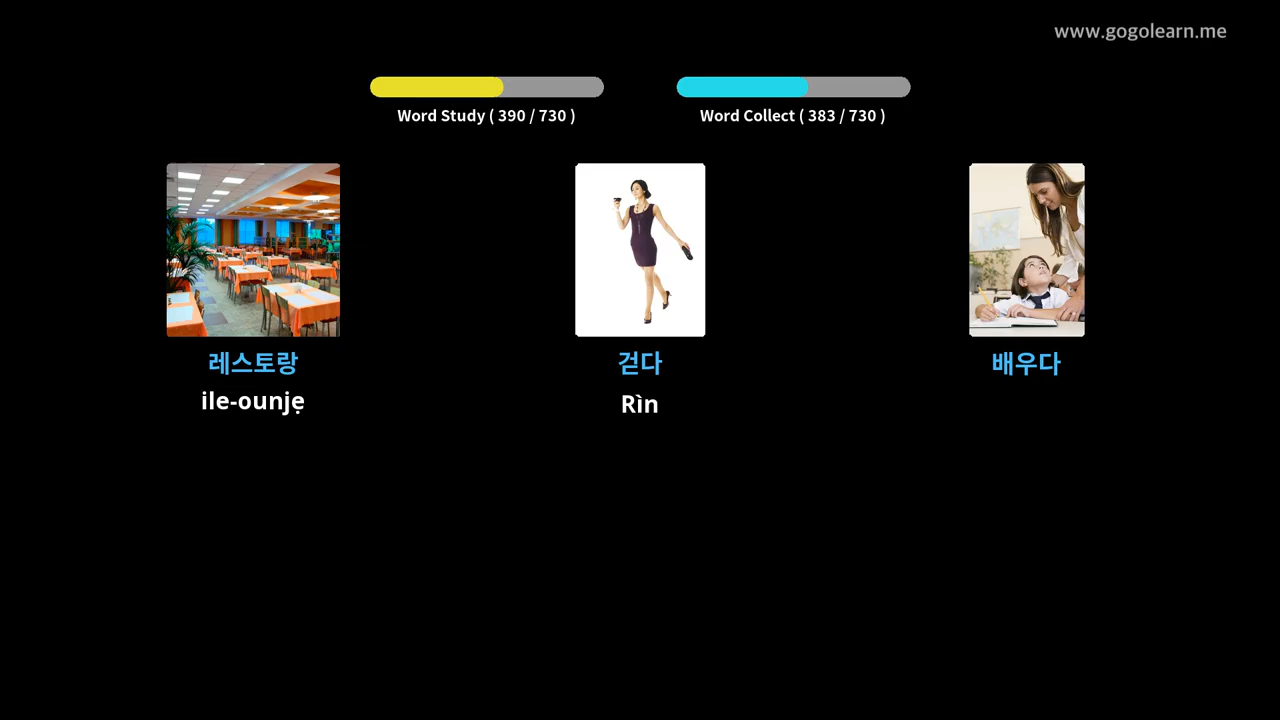 www.gogolearn.me
Word Study ( 390 / 730 )
Word Collect ( 383 / 730 )
레스토랑
ile-ounjẹ
걷다
Rìn
배우다